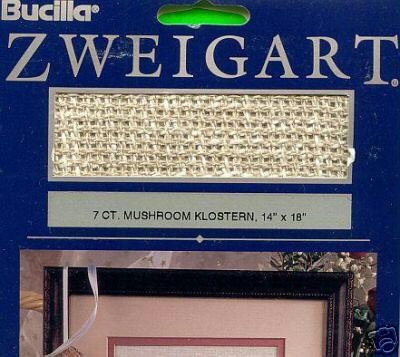 Bucilla®
ZWEIGART®
7 CT. MUSHROOM KLOSTERN, 14" x 18"